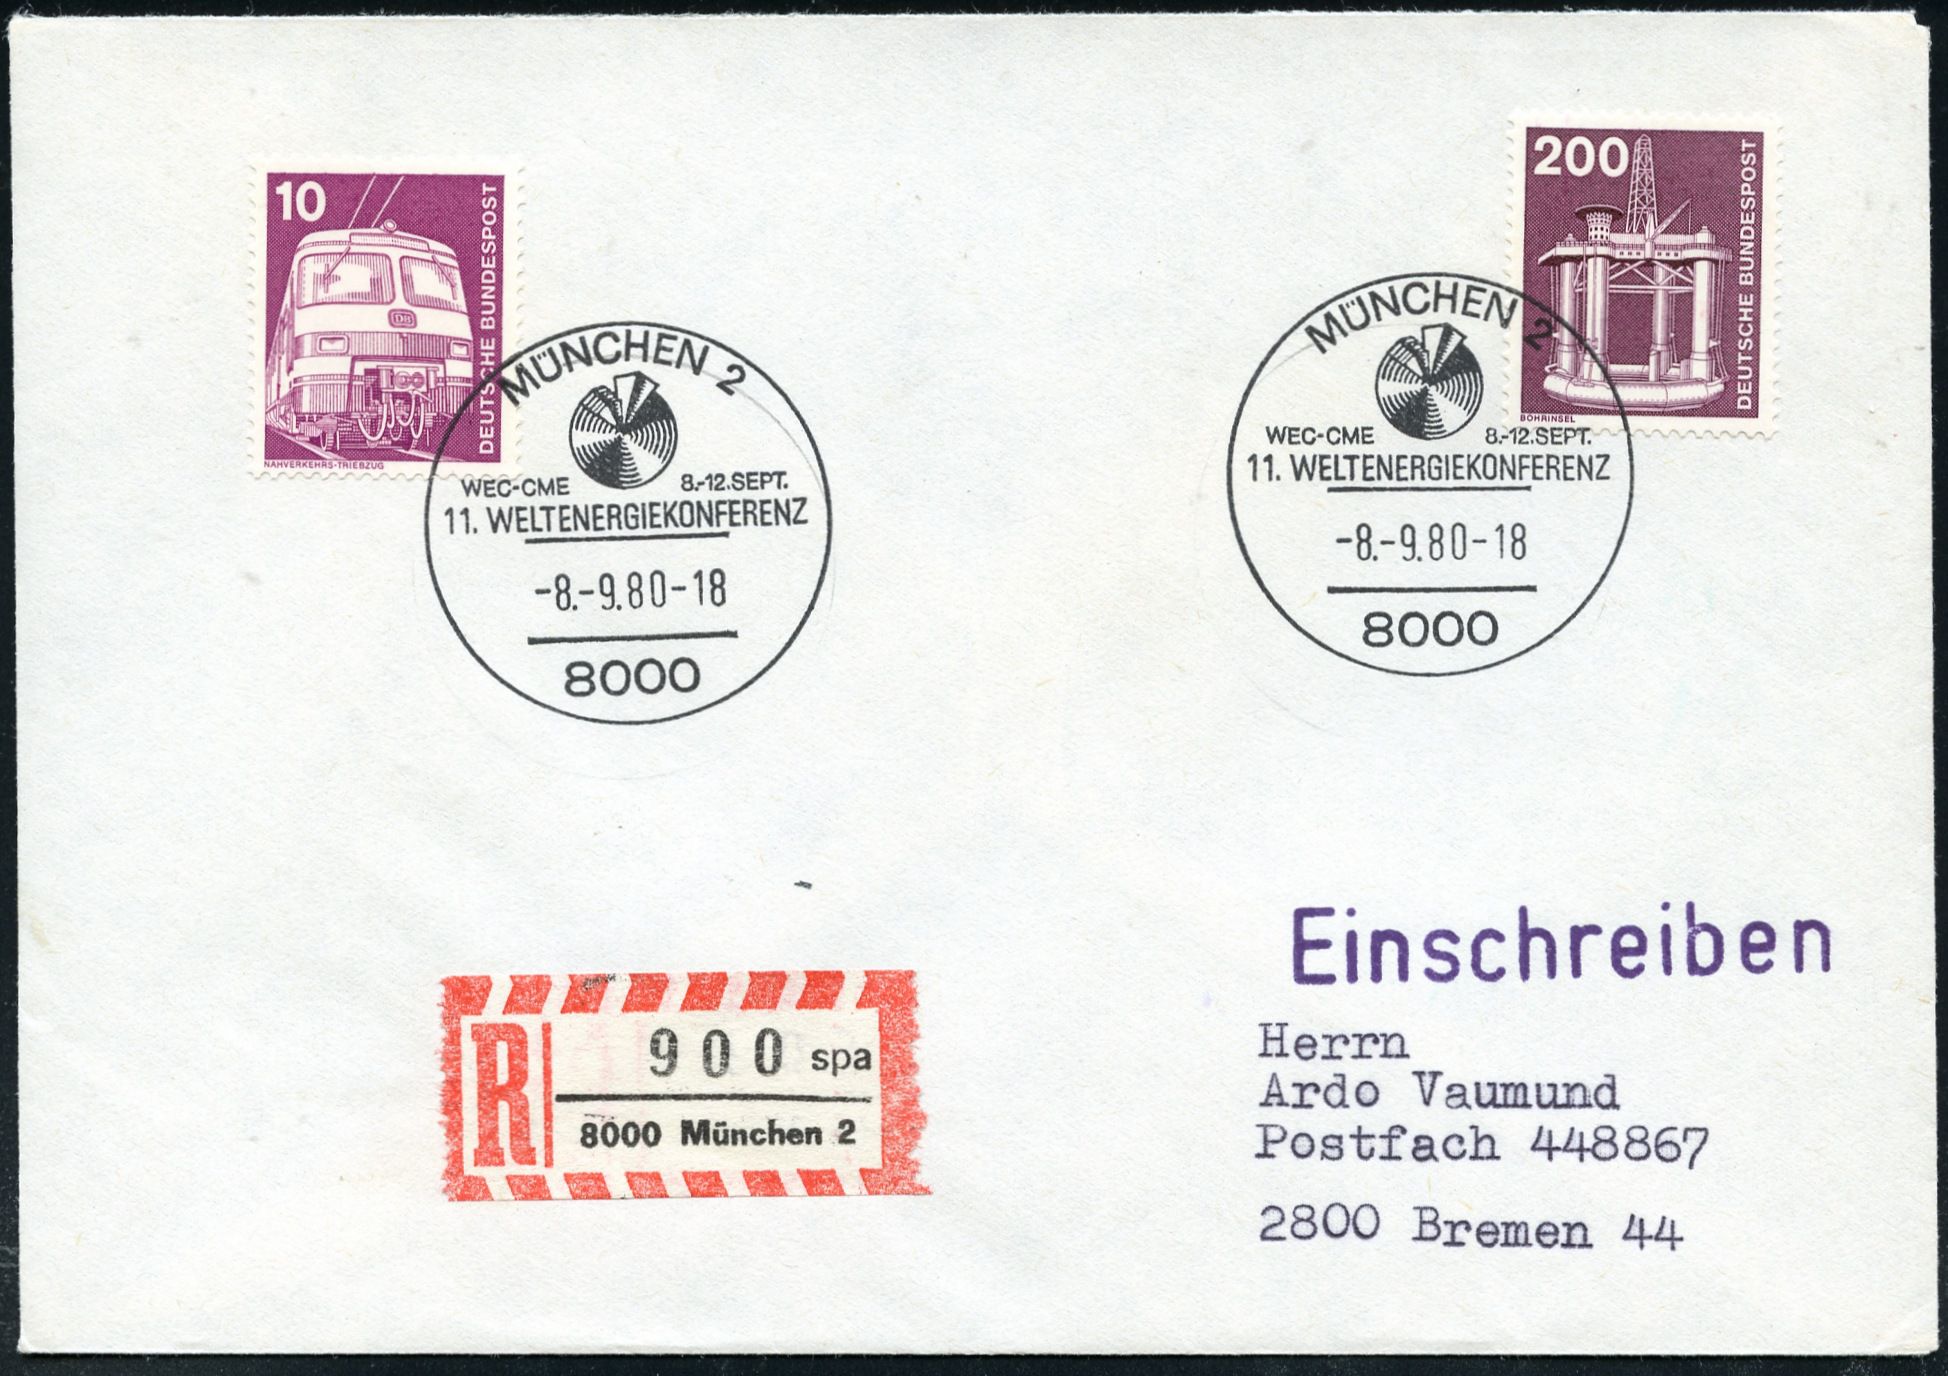 10
DEUTSCHE BUNDESPOST
DB
NAHVERKEHRS-TRIEBZUG
200
DEUTSCHE BUNDESPOST
BOHRINSEL
MÜNCHEN 2
WEC-CME 8.-12.SEPT.
11. WELTENERGIEKONFERENZ
-8.-9.80-18
8000
MÜNCHEN 2
WEC-CME 8.-12.SEPT.
11. WELTENERGIEKONFERENZ
-8.-9.80-18
8000
Einschreiben
R
900 spa
8000 München 2
Herrn
Ardo Vaumund
Postfach 448867
2800 Bremen 44